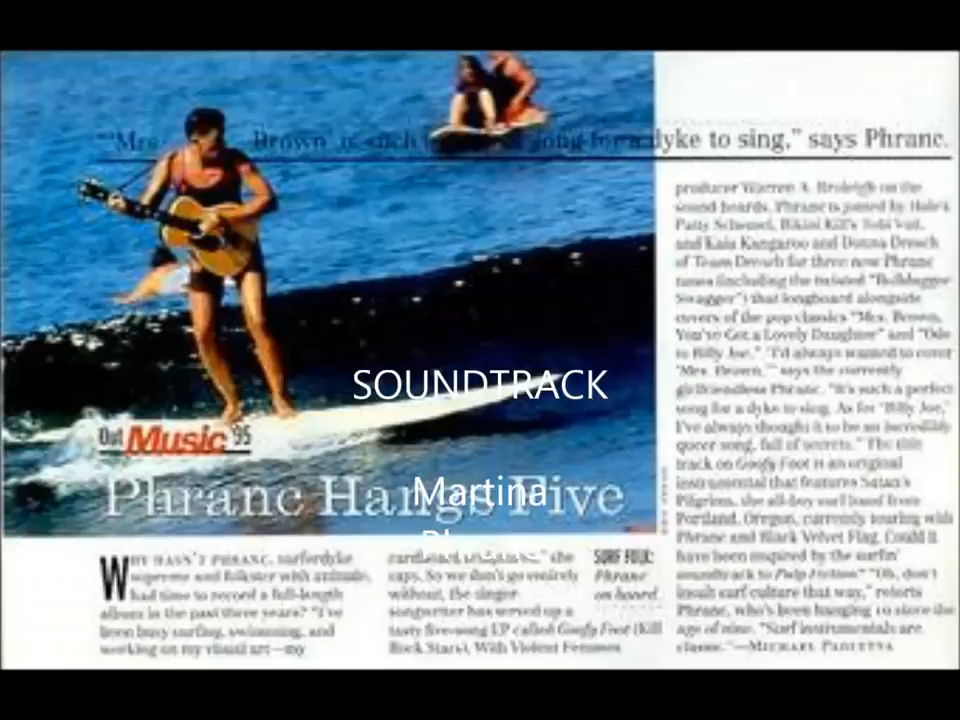 "'Mrs. Brown' is such a song for a dyke to sing," says Phranc.
SOUNDTRACK
Out Music '95
Phranc Hangs Five
Martina
WHY HASN'T PHRANC, surferdyke
supreme and folkster with attitude,
had time to record a full-length
album in the past three years? "I've
been busy surfing, swimming, and
working on my visual art—my
cardboard she
says. So we don't go entirely
without, the singer-
songwriter has served up a
tasty five-song EP called Goofy Foot (Kill
Rock Stars). With Violent Femmes
SURF FOLK:
Phranc
on board.
producer Warren A. Bruleigh on the
sound boards, Phranc is joined by Hole's
Patty Schemel, Bikini Kill's Tobi Vail,
and Kaia Kangaroo and Donna Dresch
of Team Dresch for three new Phranc
tunes (including the twisted "Bulldagger
Swagger") that longboard alongside
covers of the pop classics "Mrs. Brown,
You've Got a Lovely Daughter" and "Ode
to Billy Joe." "I'd always wanted to cover
'Mrs. Brown,'" says the currently
girlfriendless Phranc. "It's such a perfect
song for a dyke to sing. As for 'Billy Joe,'
I've always thought it to be an incredibly
queer song, full of secrets." The title
track on Goofy Foot is an original
instrumental that features Satan's
Pilgrims, the all-boy surf band from
Portland, Oregon, currently touring with
Phranc and Black Velvet Flag. Could it
have been inspired by the surfin'
soundtrack to Pulp Fiction? "Oh, don't
insult surf culture that way," retorts
Phranc, who's been hanging 10 since the
age of nine. "Surf instrumentals are
classic."—MICHAEL PAOLETTA